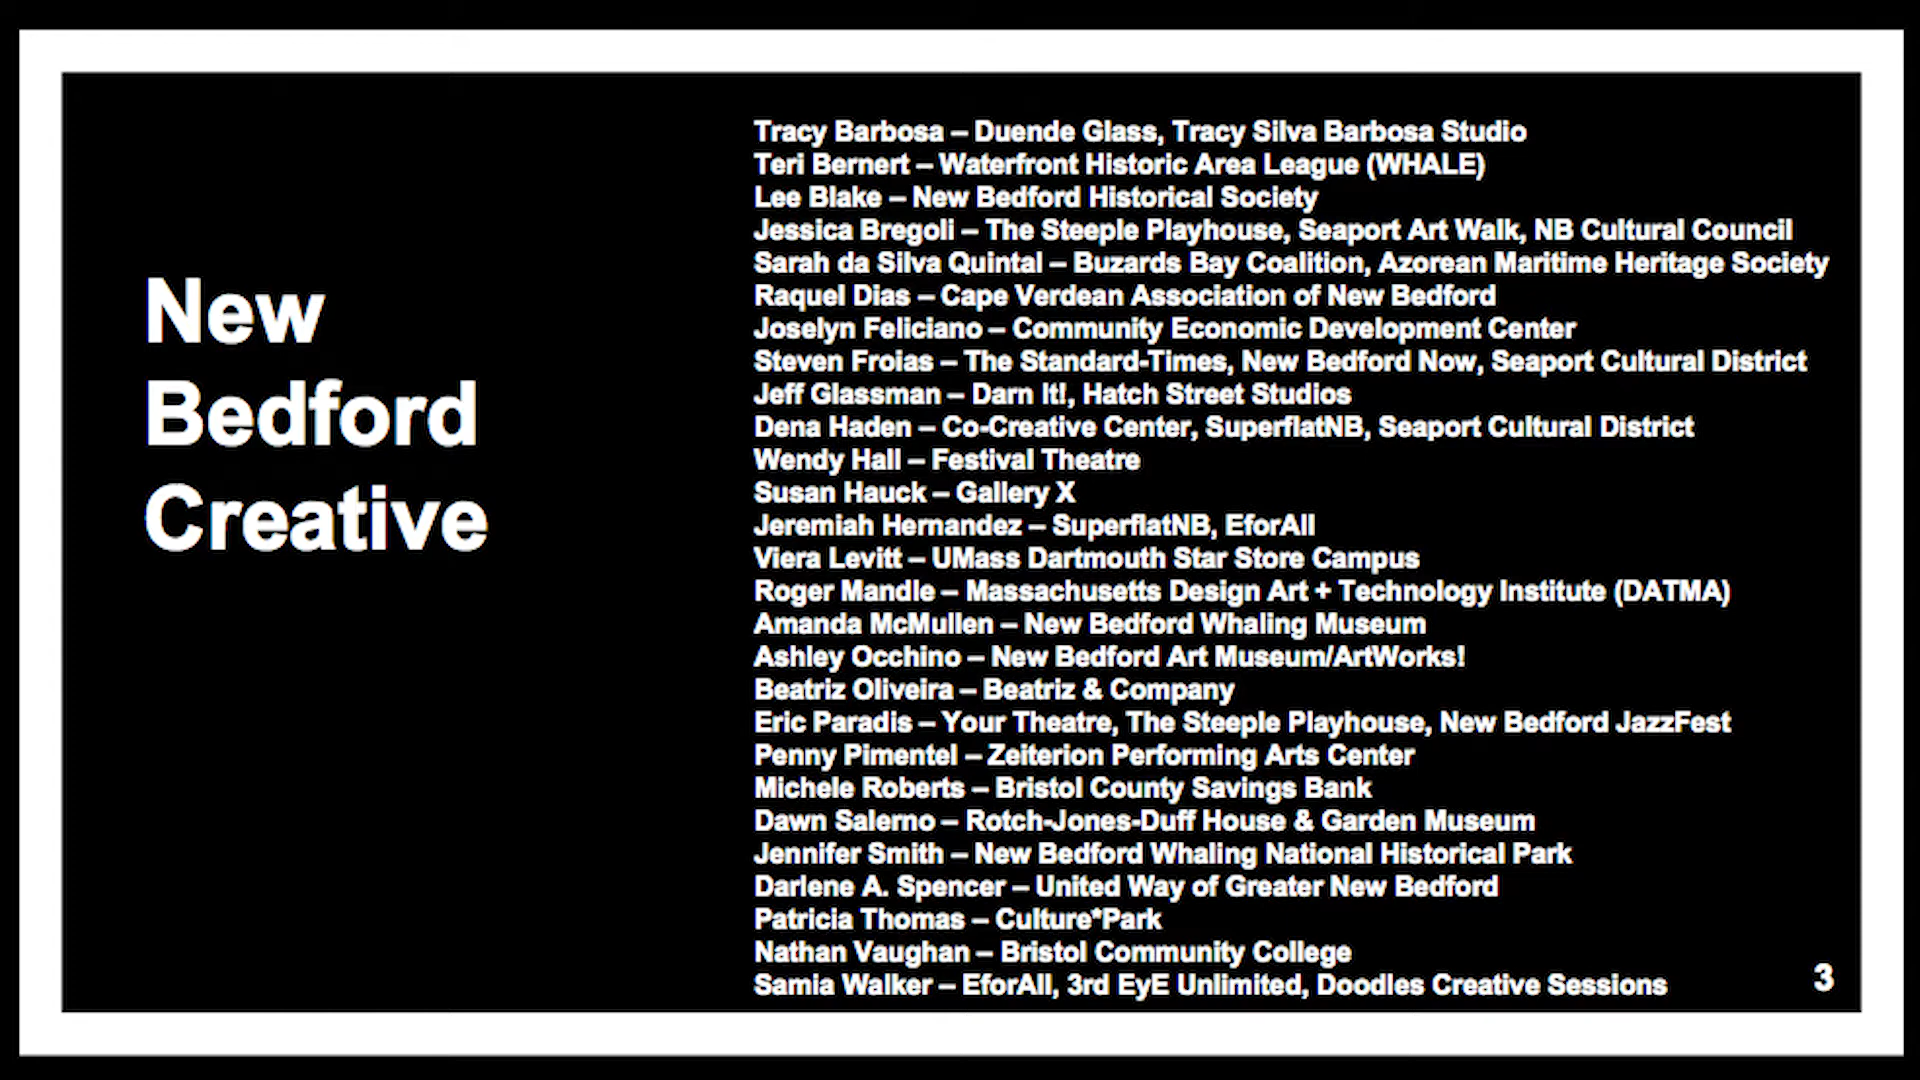 New
Bedford
Creative
Tracy Barbosa – Duende Glass, Tracy Silva Barbosa Studio
Teri Bernert – Waterfront Historic Area League (WHALE)
Lee Blake – New Bedford Historical Society
Jessica Bregoli – The Steeple Playhouse, Seaport Art Walk, NB Cultural Council
Sarah da Silva Quintal – Buzards Bay Coalition, Azorean Maritime Heritage Society
Raquel Dias – Cape Verdean Association of New Bedford
Joselyn Feliciano – Community Economic Development Center
Steven Froias – The Standard-Times, New Bedford Now, Seaport Cultural District
Jeff Glassman – Darn It!, Hatch Street Studios
Dena Haden – Co-Creative Center, SuperflatNB, Seaport Cultural District
Wendy Hall – Festival Theatre
Susan Hauck – Gallery X
Jeremiah Hernandez – SuperflatNB, EforAll
Viera Levitt – UMass Dartmouth Star Store Campus
Roger Mandle – Massachusetts Design Art + Technology Institute (DATMA)
Amanda McMullen – New Bedford Whaling Museum
Ashley Occhino – New Bedford Art Museum/ArtWorks!
Beatriz Oliveira – Beatriz & Company
Eric Paradis – Your Theatre, The Steeple Playhouse, New Bedford JazzFest
Penny Pimentel – Zeiterion Performing Arts Center
Michele Roberts – Bristol County Savings Bank
Dawn Salerno – Rotch-Jones-Duff House & Garden Museum
Jennifer Smith – New Bedford Whaling National Historical Park
Darlene A. Spencer – United Way of Greater New Bedford
Patricia Thomas – Culture*Park
Nathan Vaughan – Bristol Community College
Samia Walker – EforAll, 3rd EyE Unlimited, Doodles Creative Sessions
3